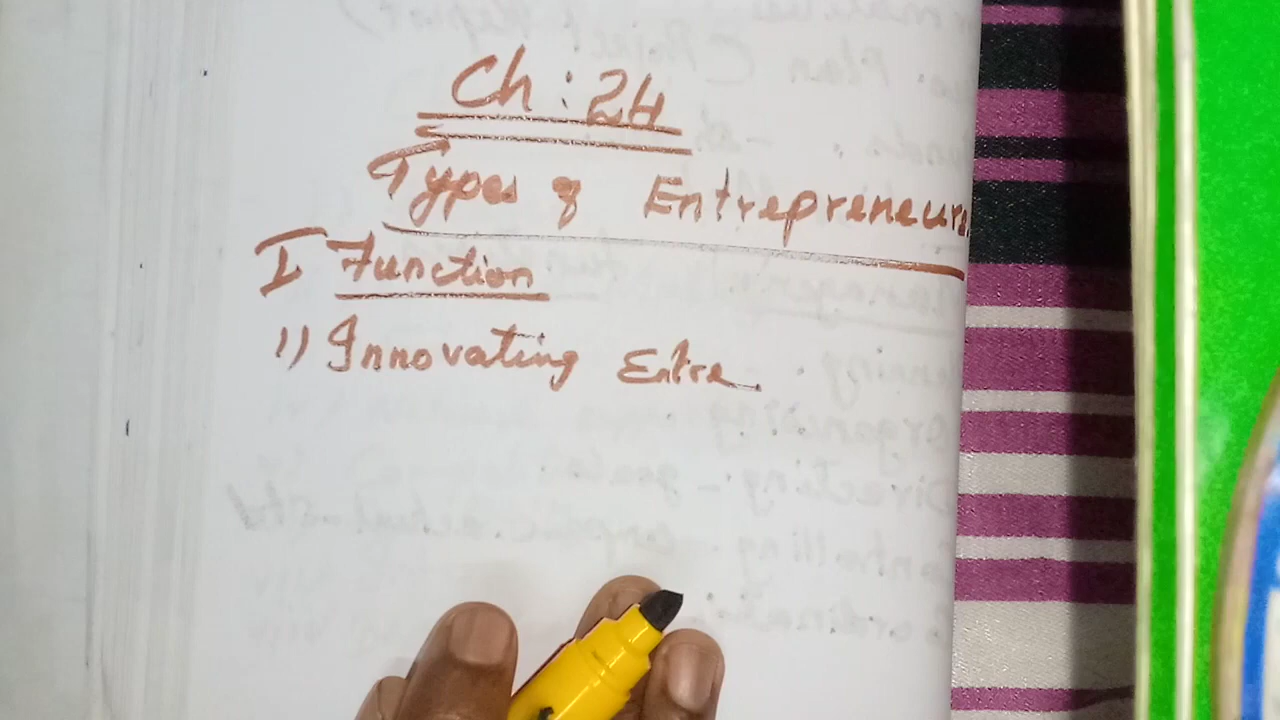 Ch : 24
Types of Entrepreneurs
I Function
1) Innovating Entre